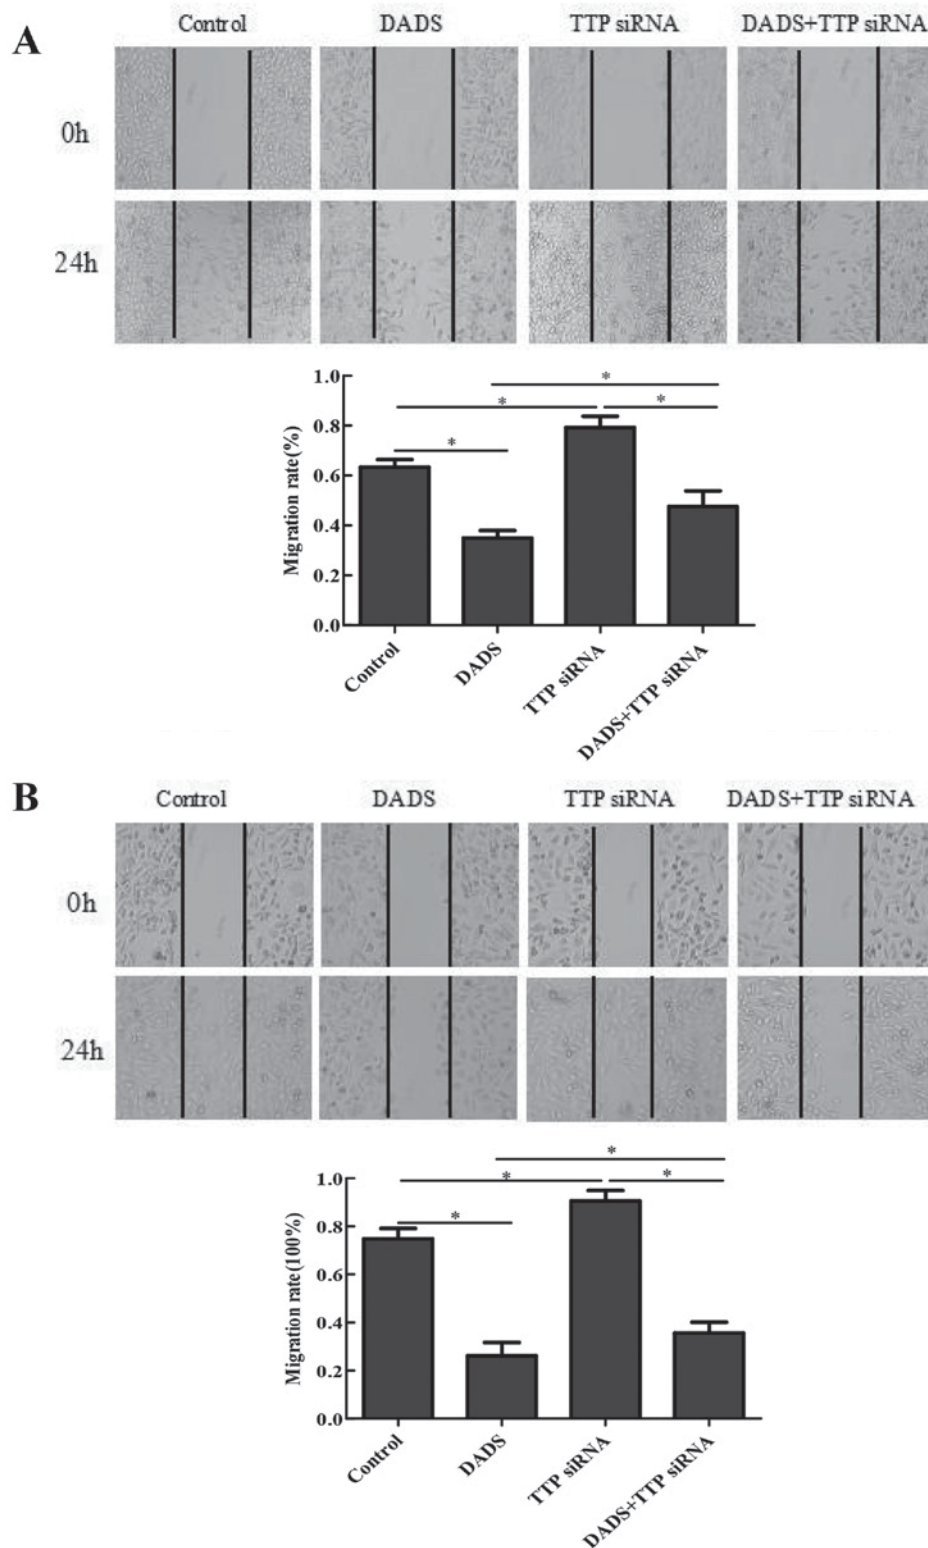 A
Control DADS TTP siRNA DADS+TTP siRNA
0h
24h
1.0
0.8
0.6
0.4
0.2
0.0
Migration rate(%)
*
*
*
*
Control DADS TTP siRNA DADS+TTP siRNA
B
Control DADS TTP siRNA DADS+TTP siRNA
0h
24h
1.0
0.8
0.6
0.4
0.2
0.0
Migration rate(100%)
*
*
*
*
Control DADS TTP siRNA DADS+TTP siRNA